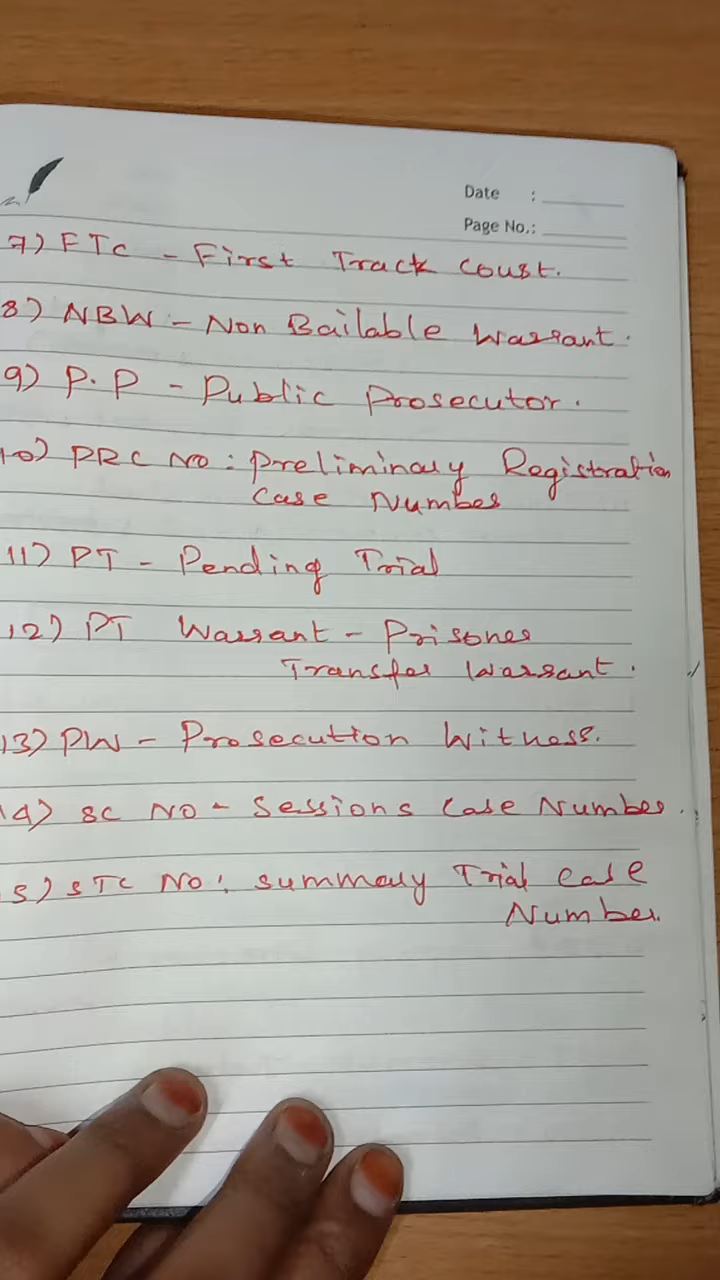 Date : 
Page No.: 
7) FTC - First Track Court.
8) NBW - Non Bailable Warrant.
9) P.P - Public Prosecutor.
10) PRC NO : Preliminary Registration
Case Number
11) PT - Pending Trial
12) PT Warrant - Prisoner
Transfer Warrant.
13) PW - Prosecution Witness.
14) SC NO - Sessions Case Number.
5) STC NO: Summary Trial Case
Number.